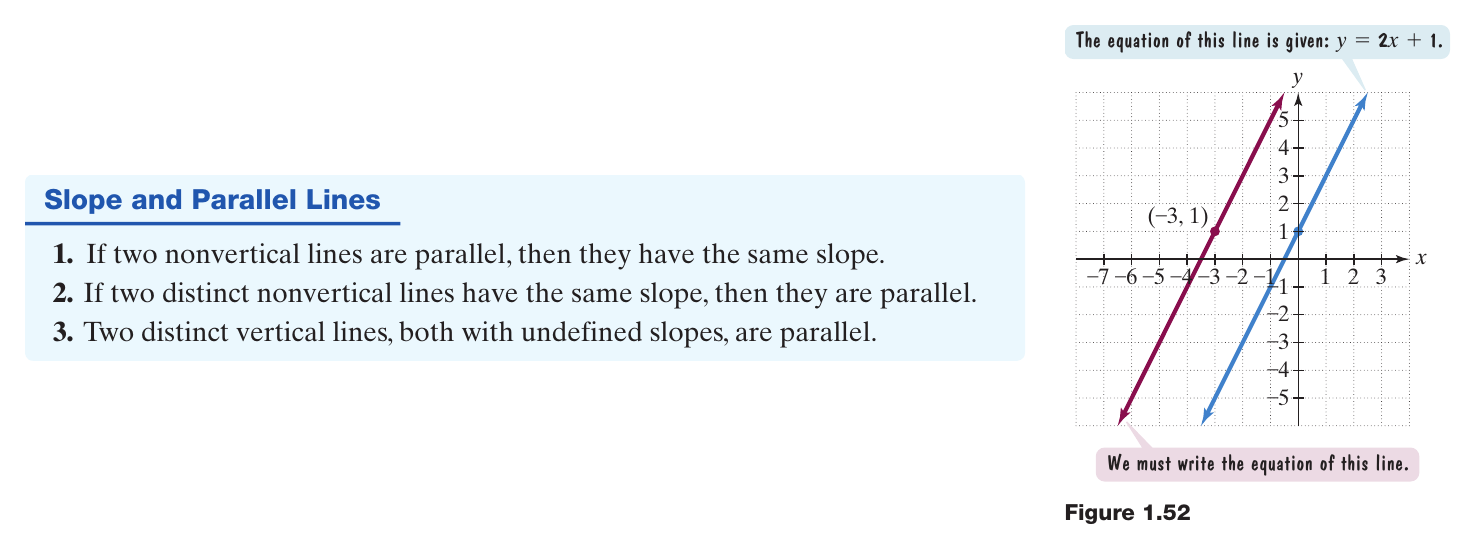 Slope and Parallel Lines
1. If two nonvertical lines are parallel, then they have the same slope.
2. If two distinct nonvertical lines have the same slope, then they are parallel.
3. Two distinct vertical lines, both with undefined slopes, are parallel.
The equation of this line is given: y = 2x + 1.
y
5
4
3
2
(−3, 1)
1
x
−7 −6 −5 −4 −3 −2 −1 1 2 3
−1
−2
−3
−4
−5
We must write the equation of this line.
Figure 1.52